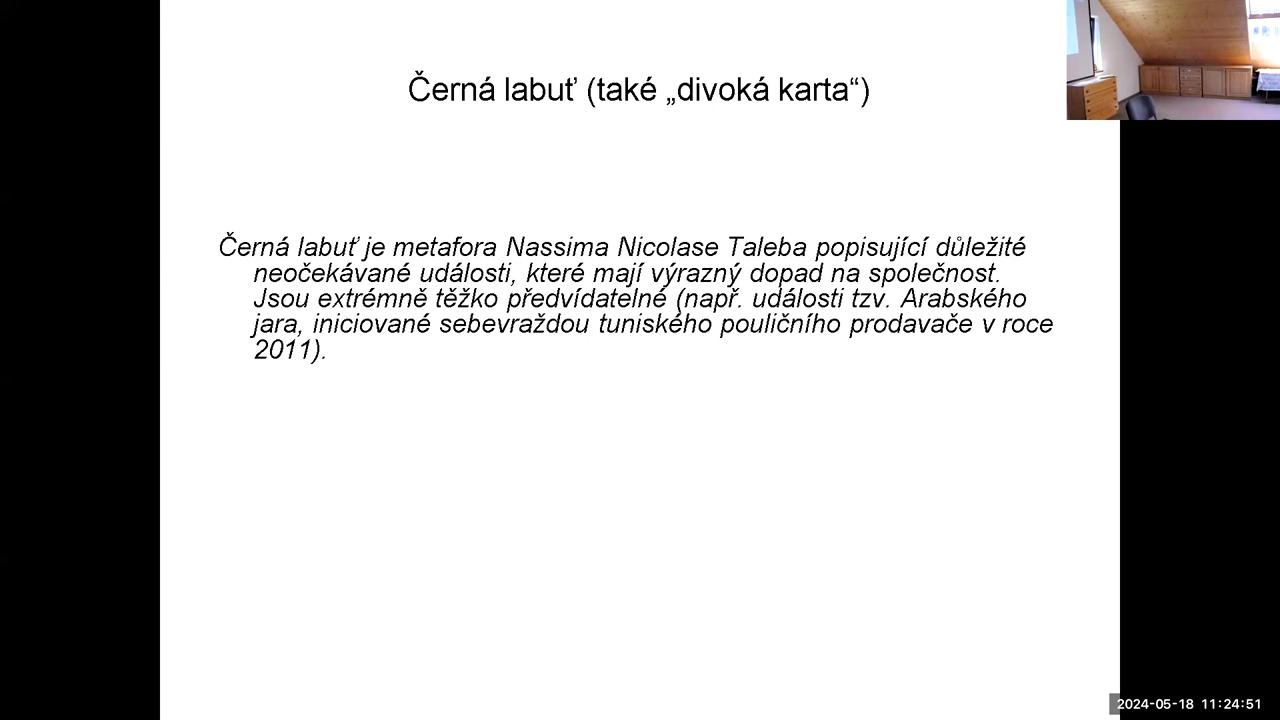 Černá labuť (také „divoká karta“)
Černá labuť je metafora Nassima Nicolase Taleba popisující důležité
neočekávané události, které mají výrazný dopad na společnost.
Jsou extrémně těžko předvídatelné (např. události tzv. Arabského
jara, iniciované sebevraždou tuniského pouličního prodavače v roce
2011).
2024-05-18 11:24:51